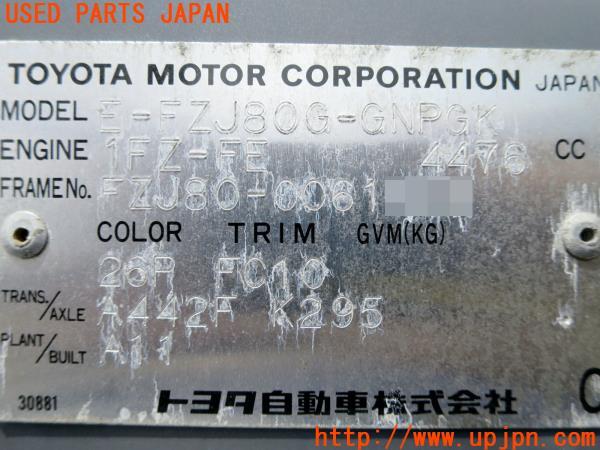 USED PARTS JAPAN
TOYOTA MOTOR CORPORATION JAPAN
MODEL E-FZJ80G-GNPGK
ENGINE 1FZ-FE 4476 CC
FRAME No. FZJ80-0061
COLOR TRIM GVM(KG)
26P FC10
TRANS./AXLE A442F K295
PLANT/BUILT A11
30881 トヨタ自動車株式会社
http://www.upjpn.com/